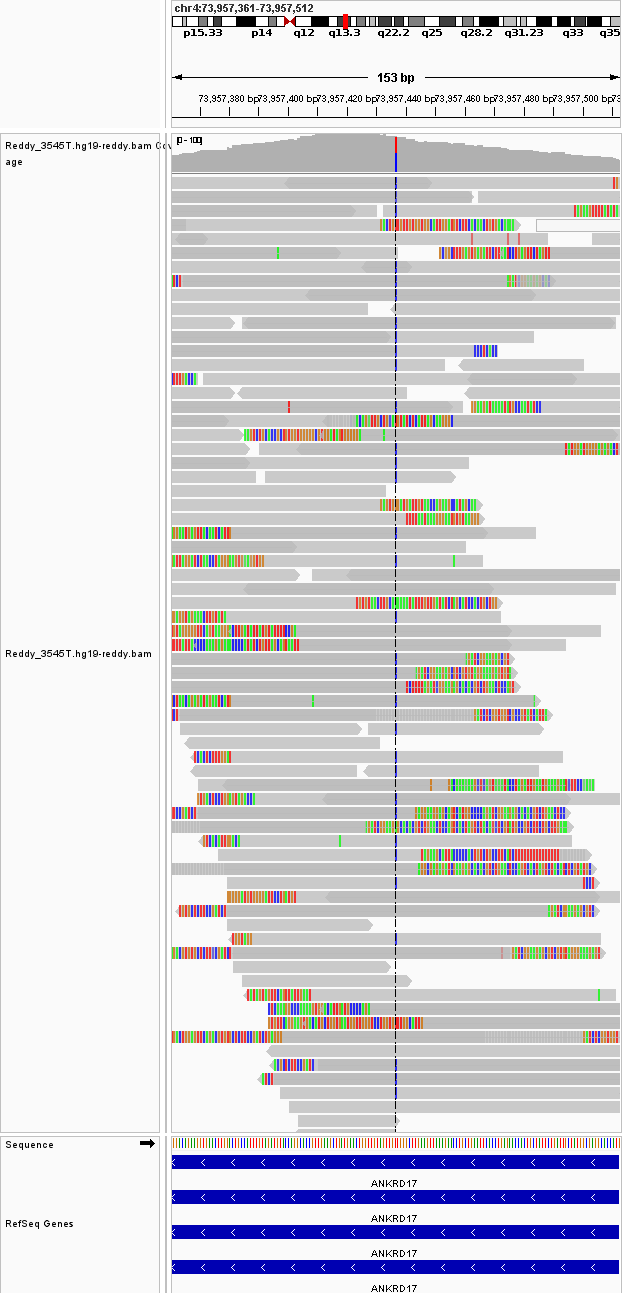 chr4:73,957,361-73,957,512
p15.33 p14 q12 q13.3 q22.2 q25 q28.2 q31.23 q33 q35
153 bp
73,957,380 bp 73,957,400 bp 73,957,420 bp 73,957,440 bp 73,957,460 bp 73,957,480 bp 73,957,500 bp 73
[0 - 100]
Reddy_3545T.hg19-reddy.bam Cov
age
Reddy_3545T.hg19-reddy.bam
Sequence
ANKRD17
ANKRD17
RefSeq Genes
ANKRD17
ANKRD17